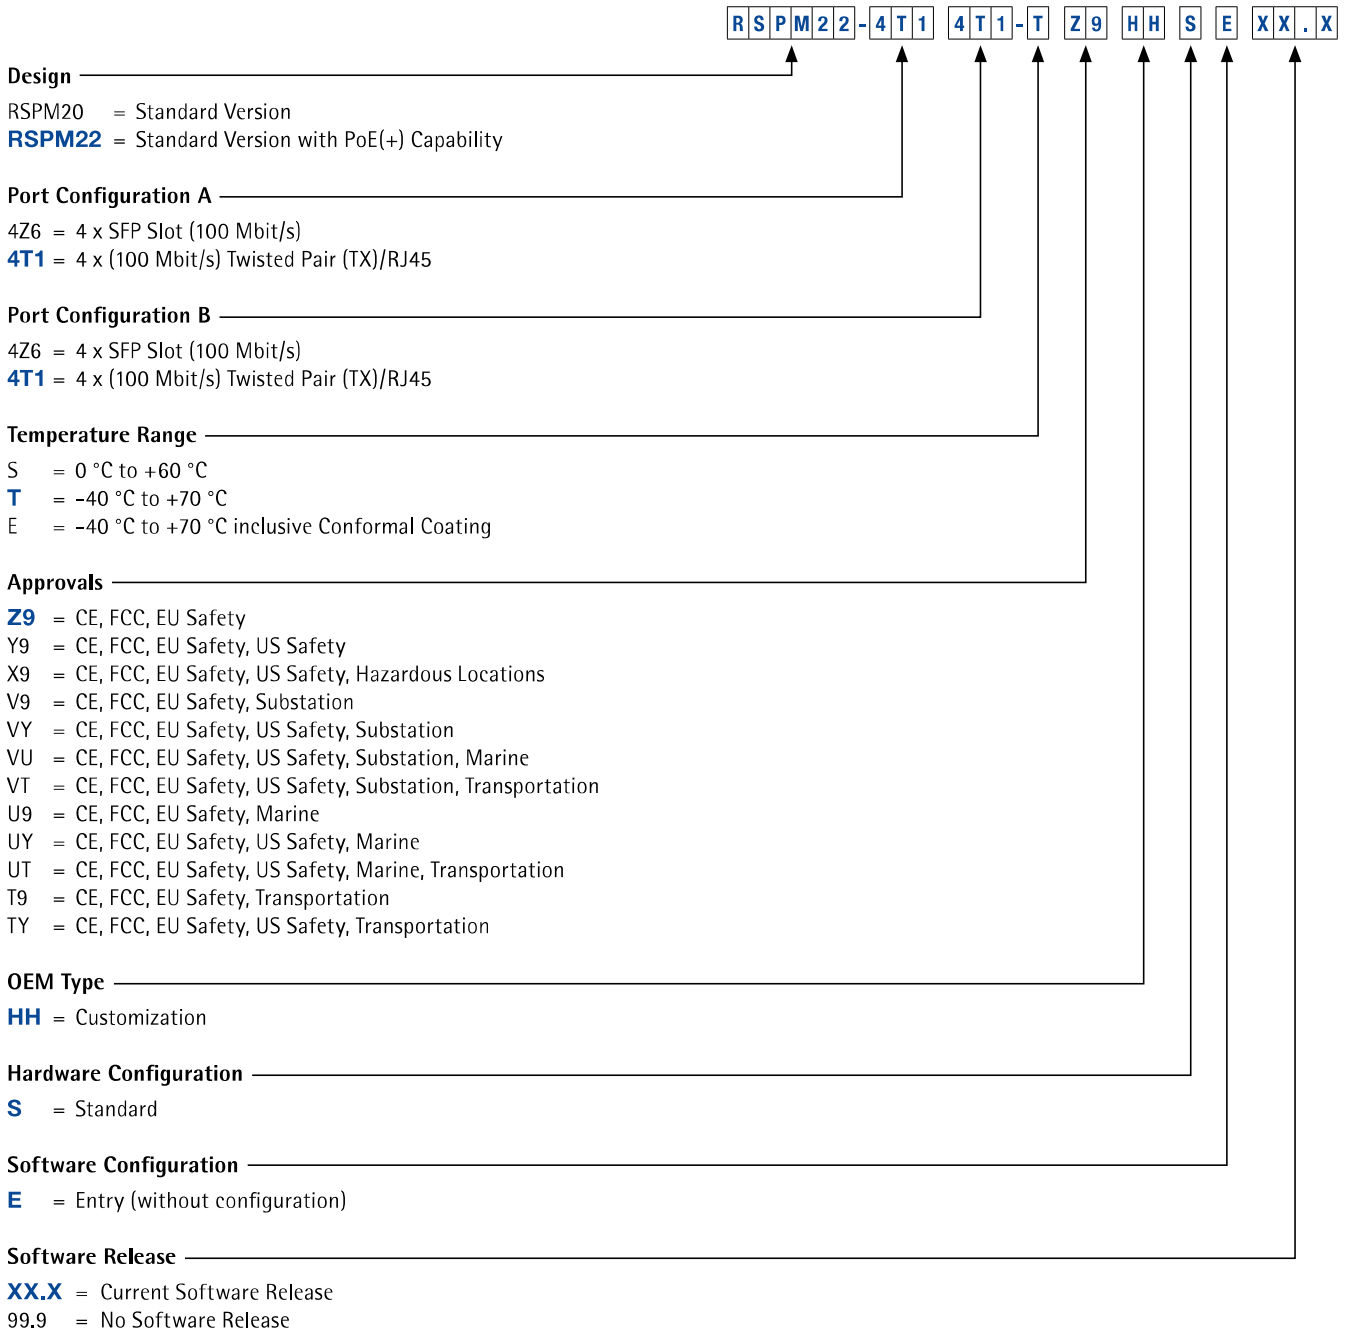 RSPM22-4T1 4T1-T Z9 HH S E XX.X
Design
RSPM20 = Standard Version
RSPM22 = Standard Version with PoE(+) Capability
Port Configuration A
4Z6 = 4 x SFP Slot (100 Mbit/s)
4T1 = 4 x (100 Mbit/s) Twisted Pair (TX)/RJ45
Port Configuration B
4Z6 = 4 x SFP Slot (100 Mbit/s)
4T1 = 4 x (100 Mbit/s) Twisted Pair (TX)/RJ45
Temperature Range
S = 0 °C to +60 °C
T = -40 °C to +70 °C
E = -40 °C to +70 °C inclusive Conformal Coating
Approvals
Z9 = CE, FCC, EU Safety
Y9 = CE, FCC, EU Safety, US Safety
X9 = CE, FCC, EU Safety, US Safety, Hazardous Locations
V9 = CE, FCC, EU Safety, Substation
VY = CE, FCC, EU Safety, US Safety, Substation
VU = CE, FCC, EU Safety, US Safety, Substation, Marine
VT = CE, FCC, EU Safety, US Safety, Substation, Transportation
U9 = CE, FCC, EU Safety, Marine
UY = CE, FCC, EU Safety, US Safety, Marine
UT = CE, FCC, EU Safety, US Safety, Marine, Transportation
T9 = CE, FCC, EU Safety, Transportation
TY = CE, FCC, EU Safety, US Safety, Transportation
OEM Type
HH = Customization
Hardware Configuration
S = Standard
Software Configuration
E = Entry (without configuration)
Software Release
XX.X = Current Software Release
99.9 = No Software Release